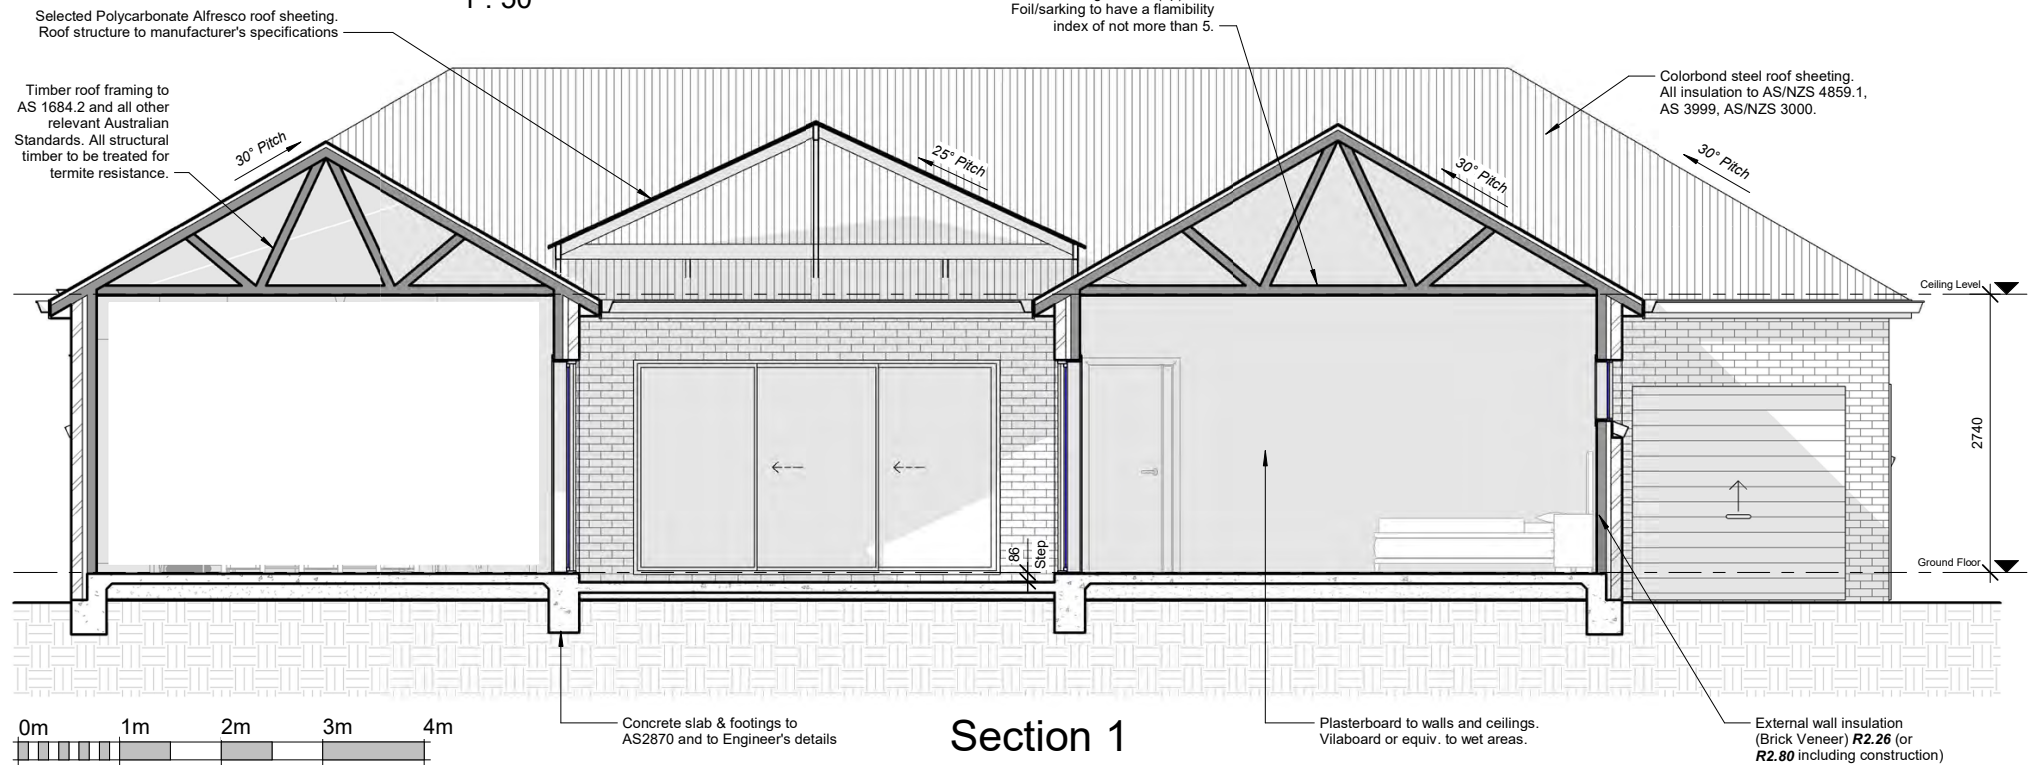 1 : 50
Selected Polycarbonate Alfresco roof sheeting.
Roof structure to manufacturer's specifications
Foil/sarking to have a flamibility
index of not more than 5.
Timber roof framing to
AS 1684.2 and all other
relevant Australian
Standards. All structural
timber to be treated for
termite resistance.
Colorbond steel roof sheeting.
All insulation to AS/NZS 4859.1,
AS 3999, AS/NZS 3000.
30° Pitch
25° Pitch
30° Pitch
30° Pitch
Ceiling Level
2740
86
Step
Ground Floor
0m 1m 2m 3m 4m
Concrete slab & footings to
AS2870 and to Engineer's details
Section 1
Plasterboard to walls and ceilings.
Vilaboard or equiv. to wet areas.
External wall insulation
(Brick Veneer) R2.26 (or
R2.80 including construction)